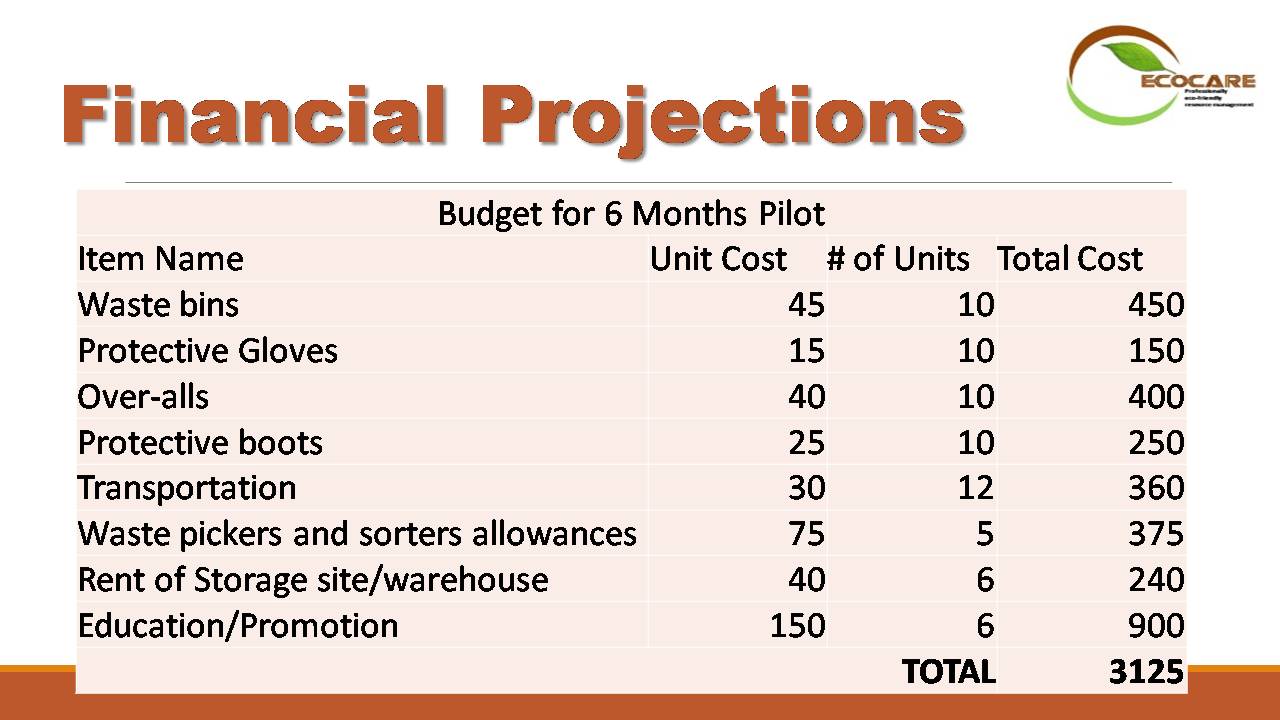 ECOCARE
Professionally
eco-friendly
resource management
Financial Projections
Budget for 6 Months Pilot
Item Name Unit Cost # of Units Total Cost
Waste bins 45 10 450
Protective Gloves 15 10 150
Over-alls 40 10 400
Protective boots 25 10 250
Transportation 30 12 360
Waste pickers and sorters allowances 75 5 375
Rent of Storage site/warehouse 40 6 240
Education/Promotion 150 6 900
TOTAL 3125